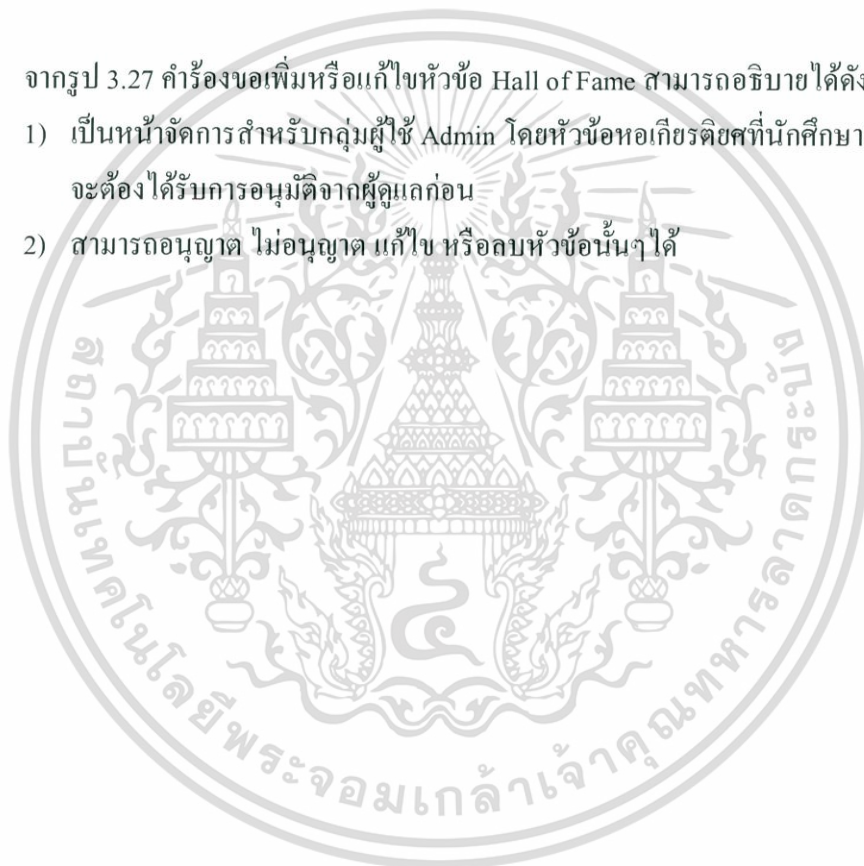 จากรูป 3.27 คำร้องขอเพิ่มหรือแก้ไขหัวข้อ Hall of Fame สามารถอธิบายได้ดัง
1) เป็นหน้าจัดการสำหรับกลุ่มผู้ใช้ Admin โดยหัวข้อหอเกียรติยศที่นักศึกษา
จะต้องได้รับการอนุมัติจากผู้ดูแลก่อน
2) สามารถอนุญาต ไม่อนุญาต แก้ไข หรือลบหัวข้อนั้นๆ ได้
สถาบันเทคโนโลยีพระจอมเกล้าเจ้าคุณทหารลาดกระบัง